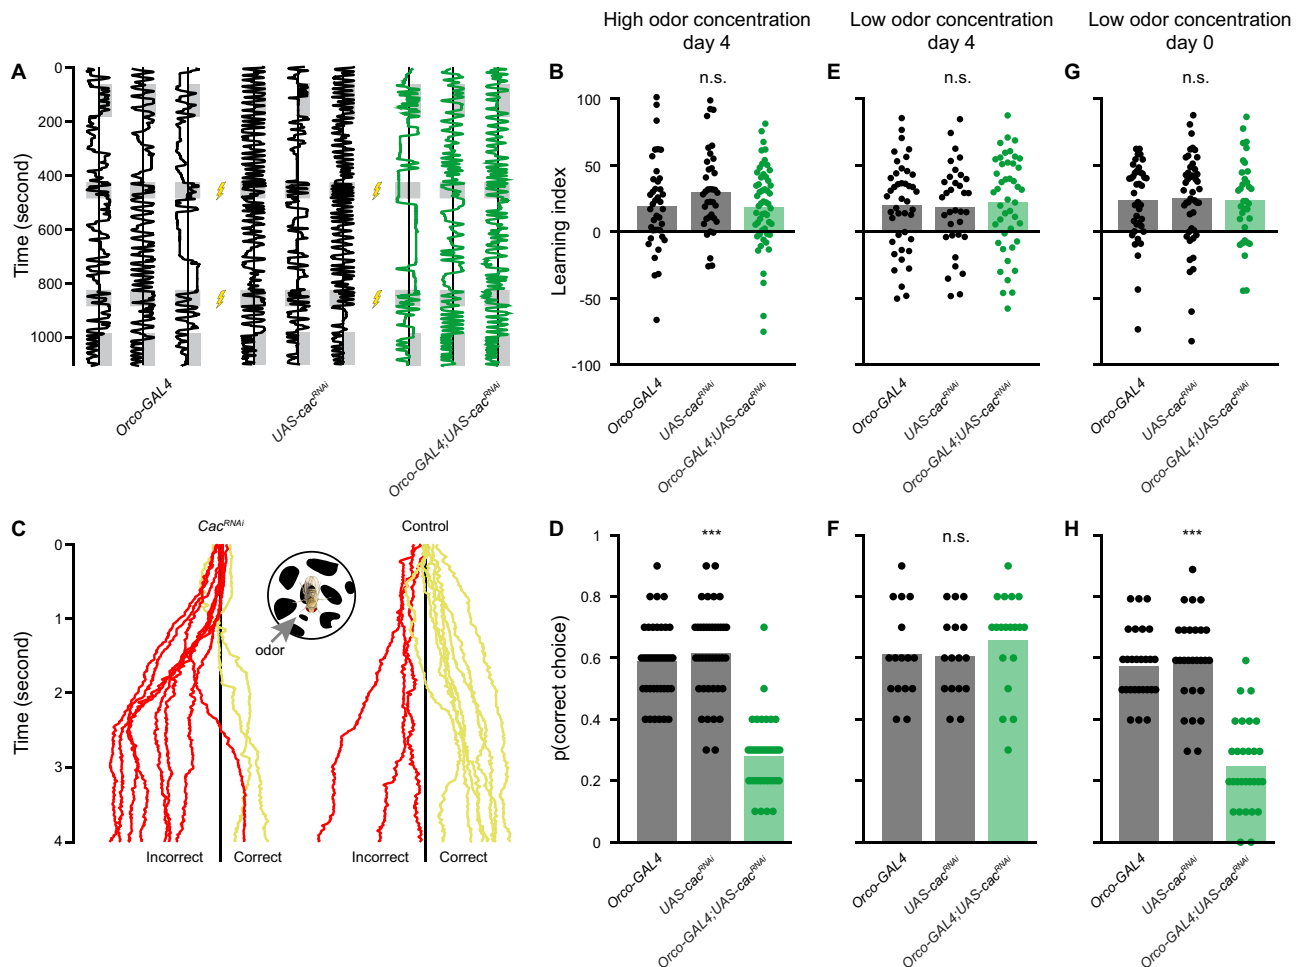 High odor concentration
day 4
Low odor concentration
day 4
Low odor concentration
day 0
A
Time (second)
0
200
400
600
800
1000
Orco-GAL4
UAS-cacRNAi
Orco-GAL4;UAS-cacRNAi
B
n.s.
Learning index
100
50
0
-50
-100
Orco-GAL4
UAS-cacRNAi
Orco-GAL4;UAS-cacRNAi
E
n.s.
Orco-GAL4
UAS-cacRNAi
Orco-GAL4;UAS-cacRNAi
G
n.s.
Orco-GAL4
UAS-cacRNAi
Orco-GAL4;UAS-cacRNAi
C
CacRNAi
Control
Time (second)
0
1
2
3
4
odor
Incorrect
Correct
Incorrect
Correct
D
***
p(correct choice)
1
0.8
0.6
0.4
0.2
0
Orco-GAL4
UAS-cacRNAi
Orco-GAL4;UAS-cacRNAi
F
n.s.
Orco-GAL4
UAS-cacRNAi
Orco-GAL4;UAS-cacRNAi
H
***
Orco-GAL4
UAS-cacRNAi
Orco-GAL4;UAS-cacRNAi